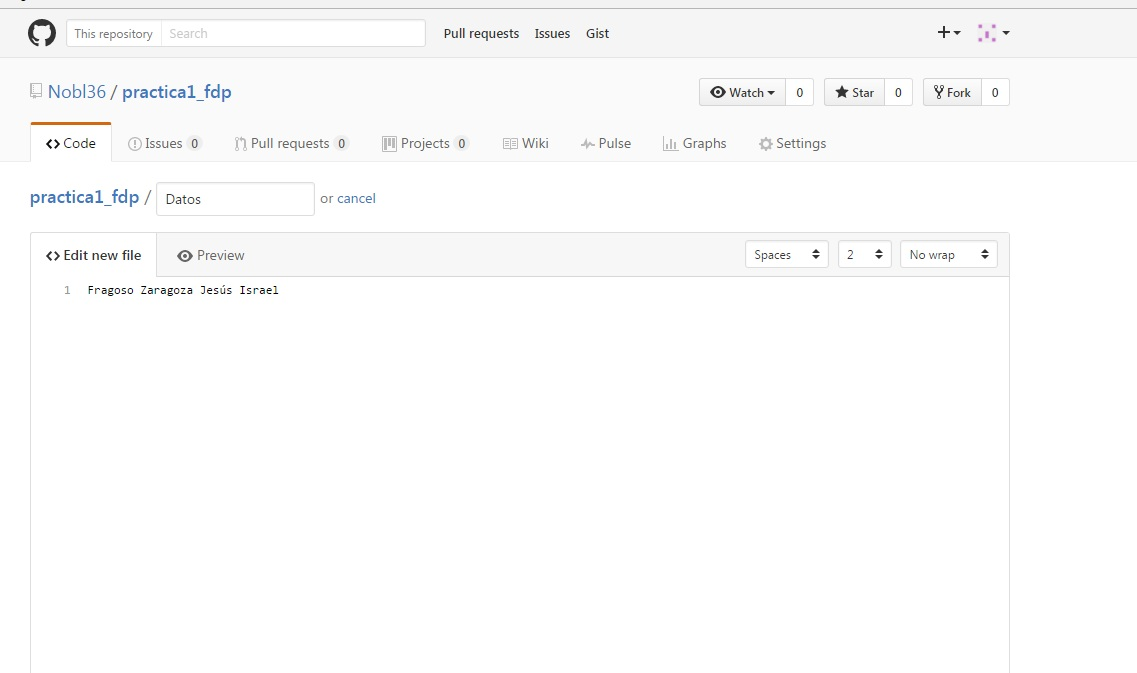 This repository Search Pull requests Issues Gist
Nobl36 / practica1_fdp Watch 0 Star 0 Fork 0
Code Issues 0 Pull requests 0 Projects 0 Wiki Pulse Graphs Settings
practica1_fdp / Datos or cancel
Edit new file Preview Spaces 2 No wrap
1 Fragoso Zaragoza Jesús Israel